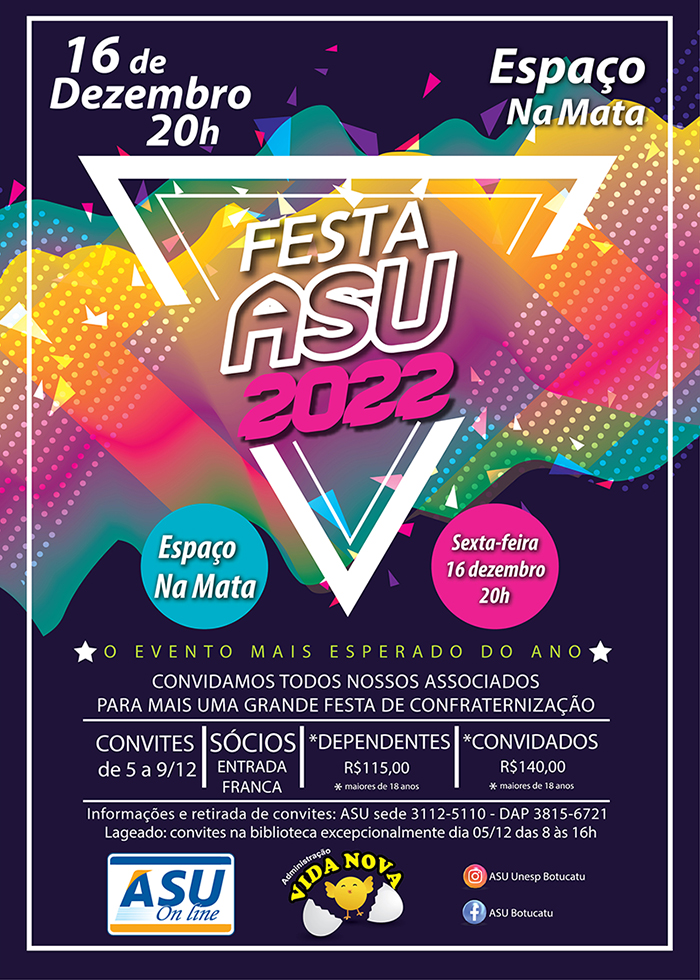 16 de
Dezembro
20h
Espaço
Na Mata
FESTA
ASU
2022
Espaço
Na Mata
Sexta-feira
16 dezembro
20h
O EVENTO MAIS ESPERADO DO ANO
CONVIDAMOS TODOS NOSSOS ASSOCIADOS
PARA MAIS UMA GRANDE FESTA DE CONFRATERNIZAÇÃO
CONVITES
de 5 a 9/12
SÓCIOS
ENTRADA
FRANCA
*DEPENDENTES
R$115,00
* maiores de 18 anos
*CONVIDADOS
R$140,00
* maiores de 18 anos
Informações e retirada de convites: ASU sede 3112-5110 - DAP 3815-6721
Lageado: convites na biblioteca excepcionalmente dia 05/12 das 8 às 16h
ASU
On line
Administração
VIDA NOVA
ASU Unesp Botucatu
ASU Botucatu